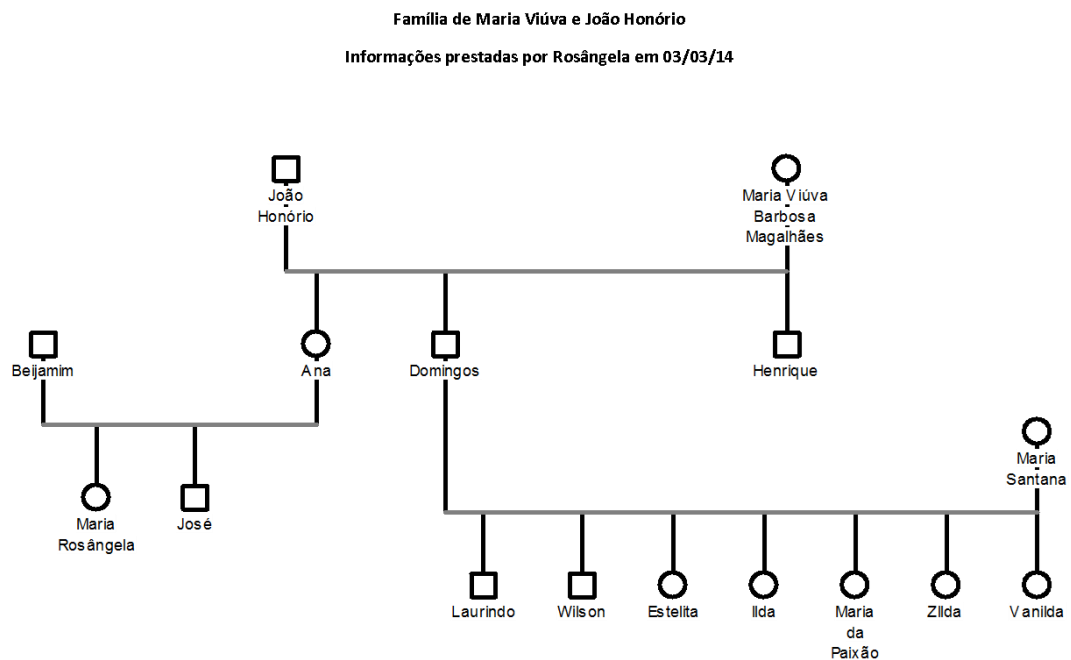 Família de Maria Viúva e João Honório
Informações prestadas por Rosângela em 03/03/14
João
Honório
Maria Viúva
Barbosa
Magalhães
Beijamim
Ana
Domingos
Henrique
Maria
Santana
Maria
Rosângela
José
Laurindo
Wilson
Estelita
Ilda
Maria
da
Paixão
ZIlda
Vanilda